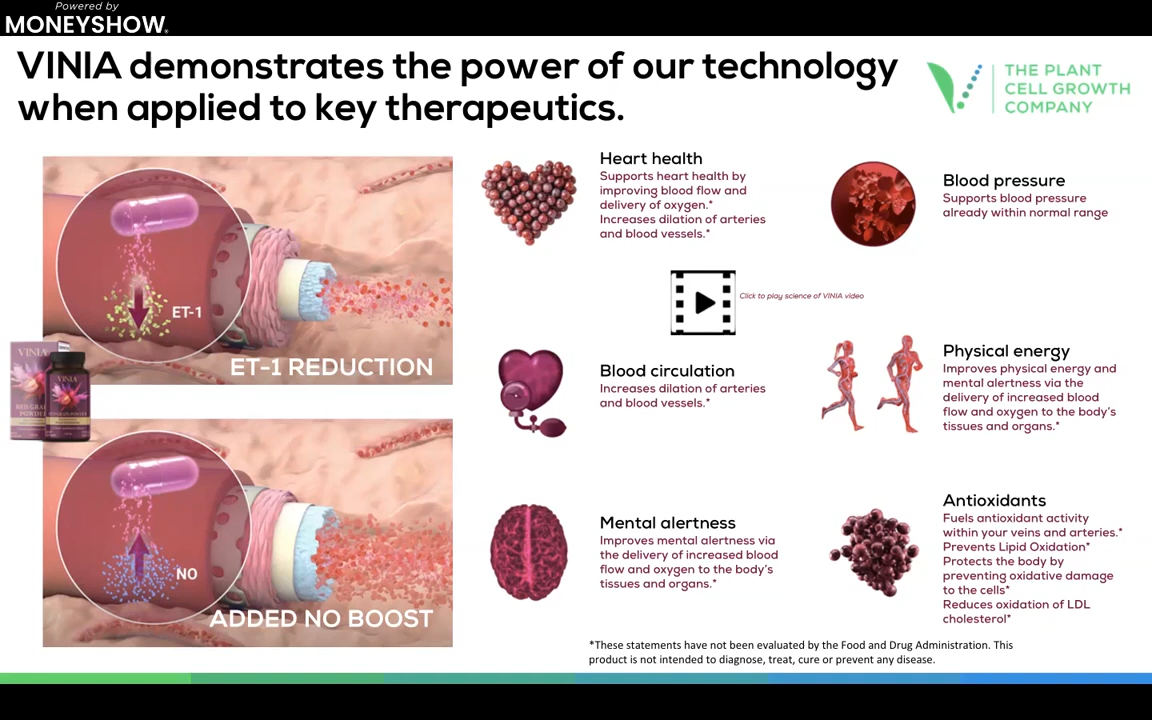 Powered by
MONEYSHOW®
VINIA demonstrates the power of our technology
when applied to key therapeutics.
THE PLANT
CELL GROWTH
COMPANY
ET-1
ET-1 REDUCTION
VINIA
VINIA
RED GRAPE
POWDER
NO
ADDED NO BOOST
Heart health
Supports heart health by
improving blood flow and
delivery of oxygen.*
Increases dilation of arteries
and blood vessels.*
Blood pressure
Supports blood pressure
already within normal range
Click to play science of VINIA video
Blood circulation
Increases dilation of arteries
and blood vessels.*
Physical energy
Improves physical energy and
mental alertness via the
delivery of increased blood
flow and oxygen to the body's
tissues and organs.*
Mental alertness
Improves mental alertness via
the delivery of increased blood
flow and oxygen to the body's
tissues and organs.*
Antioxidants
Fuels antioxidant activity
within your veins and arteries.*
Prevents Lipid Oxidation*
Protects the body by
preventing oxidative damage
to the cells*
Reduces oxidation of LDL
cholesterol*
*These statements have not been evaluated by the Food and Drug Administration. This
product is not intended to diagnose, treat, cure or prevent any disease.